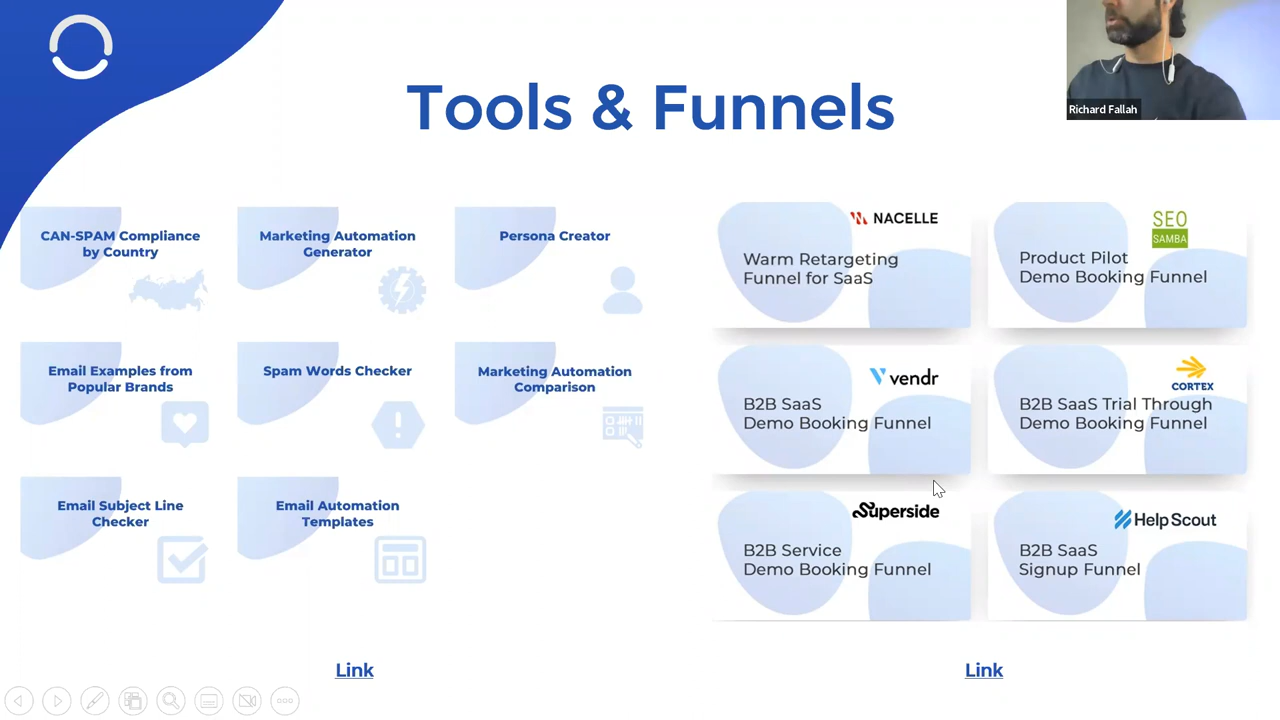 Tools & Funnels
Richard Fallah
CAN-SPAM Compliance
by Country
Marketing Automation
Generator
Persona Creator
Email Examples from
Popular Brands
Spam Words Checker
Marketing Automation
Comparison
Email Subject Line
Checker
Email Automation
Templates
Link
NACELLE
Warm Retargeting
Funnel for SaaS
SEO
SAMBA
Product Pilot
Demo Booking Funnel
vendr
B2B SaaS
Demo Booking Funnel
CORTEX
B2B SaaS Trial Through
Demo Booking Funnel
Superside
B2B Service
Demo Booking Funnel
Help Scout
B2B SaaS
Signup Funnel
Link